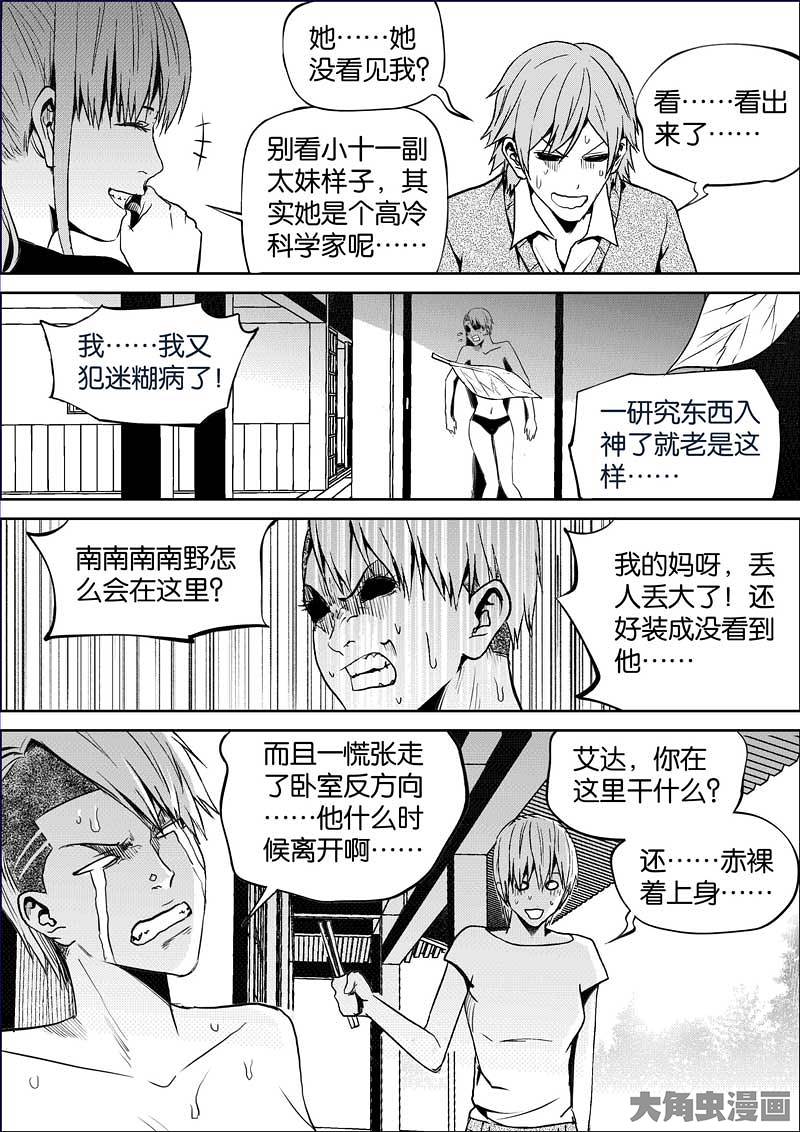 她……她
没看见我？
别看小十一副
太妹样子，其
实她是个高冷
科学家呢……
看……看出
来了……
我……我又
犯迷糊病了！
一研究东西入
神了就老是这
样……
南南南南野怎
么会在这里？
我的妈呀，丢
人丢大了！还
好装成没看到
他……
而且一慌张走
了卧室反方向
……他什么时
候离开啊……
艾达，你在
这里干什么？
还……赤裸
着上身……
大角虫漫画